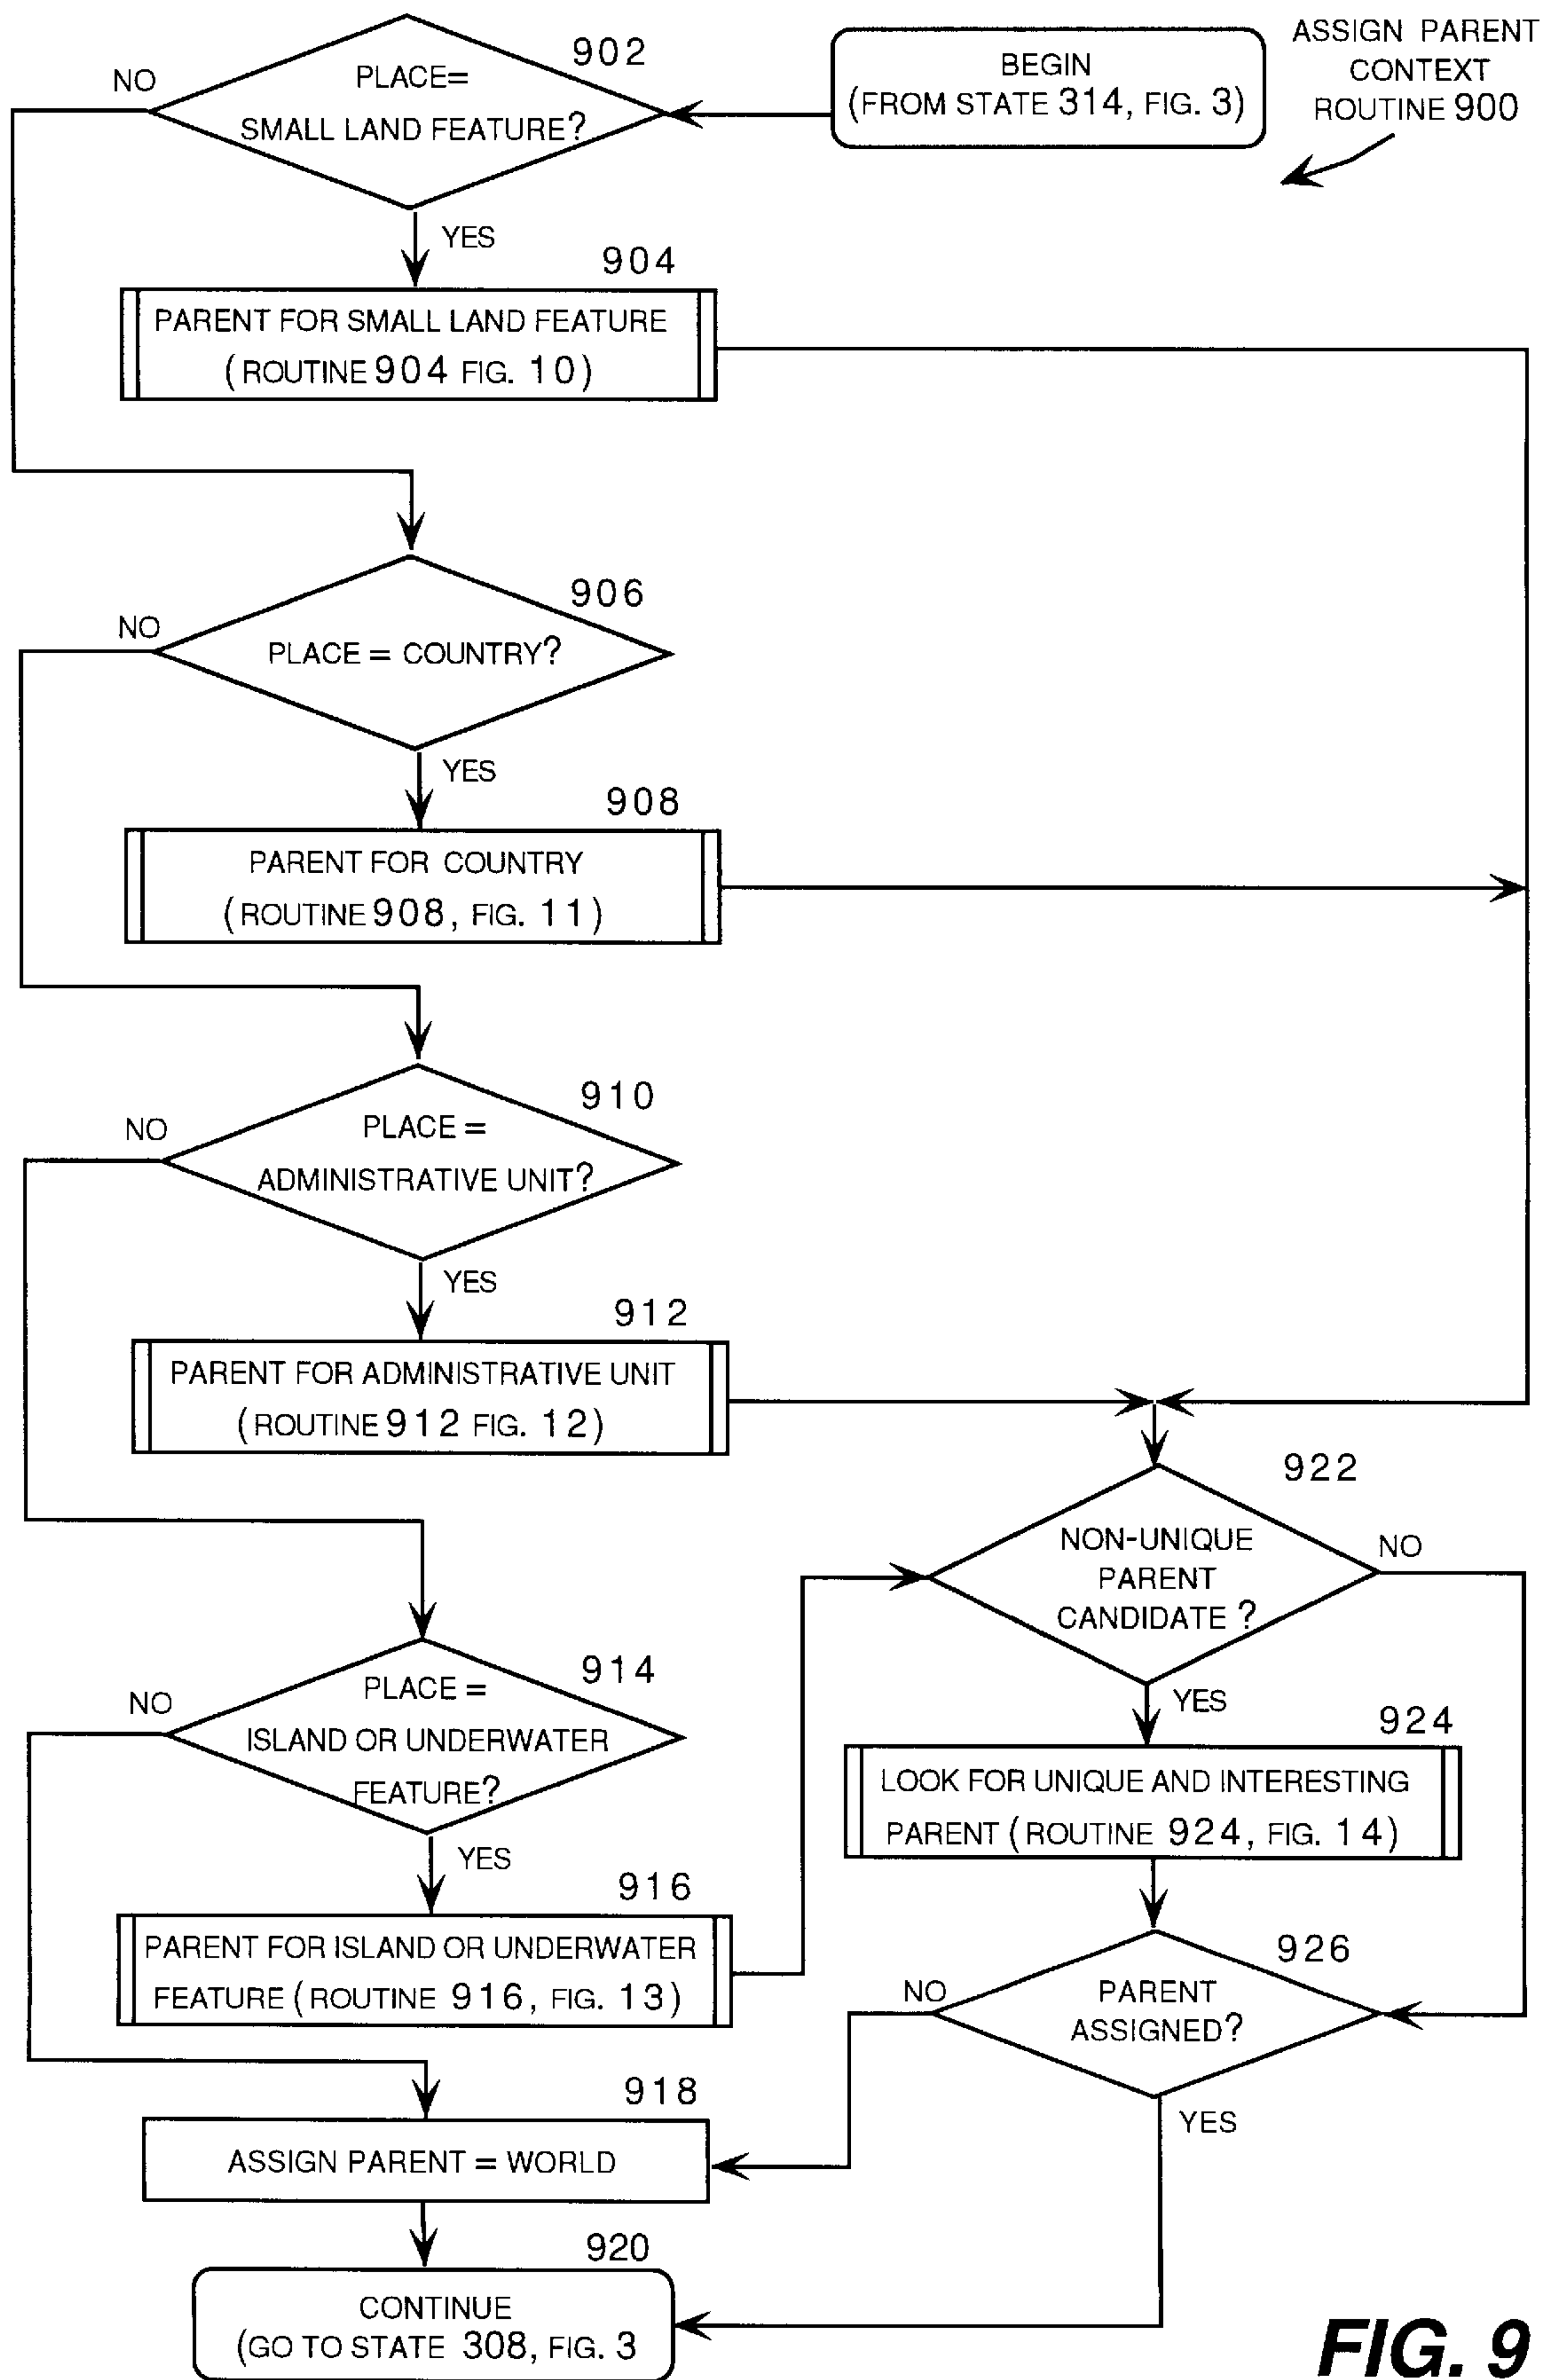 ASSIGN PARENT
CONTEXT
ROUTINE 900
BEGIN
(FROM STATE 314, FIG. 3)
902
PLACE=
SMALL LAND FEATURE?
NO
YES
904
PARENT FOR SMALL LAND FEATURE
(ROUTINE 904 FIG. 10)
906
NO
PLACE = COUNTRY?
YES
908
PARENT FOR COUNTRY
(ROUTINE 908, FIG. 11)
910
NO
PLACE =
ADMINISTRATIVE UNIT?
YES
912
PARENT FOR ADMINISTRATIVE UNIT
(ROUTINE 912 FIG. 12)
914
NO
PLACE =
ISLAND OR UNDERWATER
FEATURE?
YES
916
PARENT FOR ISLAND OR UNDERWATER
FEATURE (ROUTINE 916, FIG. 13)
918
ASSIGN PARENT = WORLD
920
CONTINUE
(GO TO STATE 308, FIG. 3
922
NON-UNIQUE
PARENT
CANDIDATE ?
NO
YES
924
LOOK FOR UNIQUE AND INTERESTING
PARENT (ROUTINE 924, FIG. 14)
926
NO
PARENT
ASSIGNED?
YES
FIG. 9